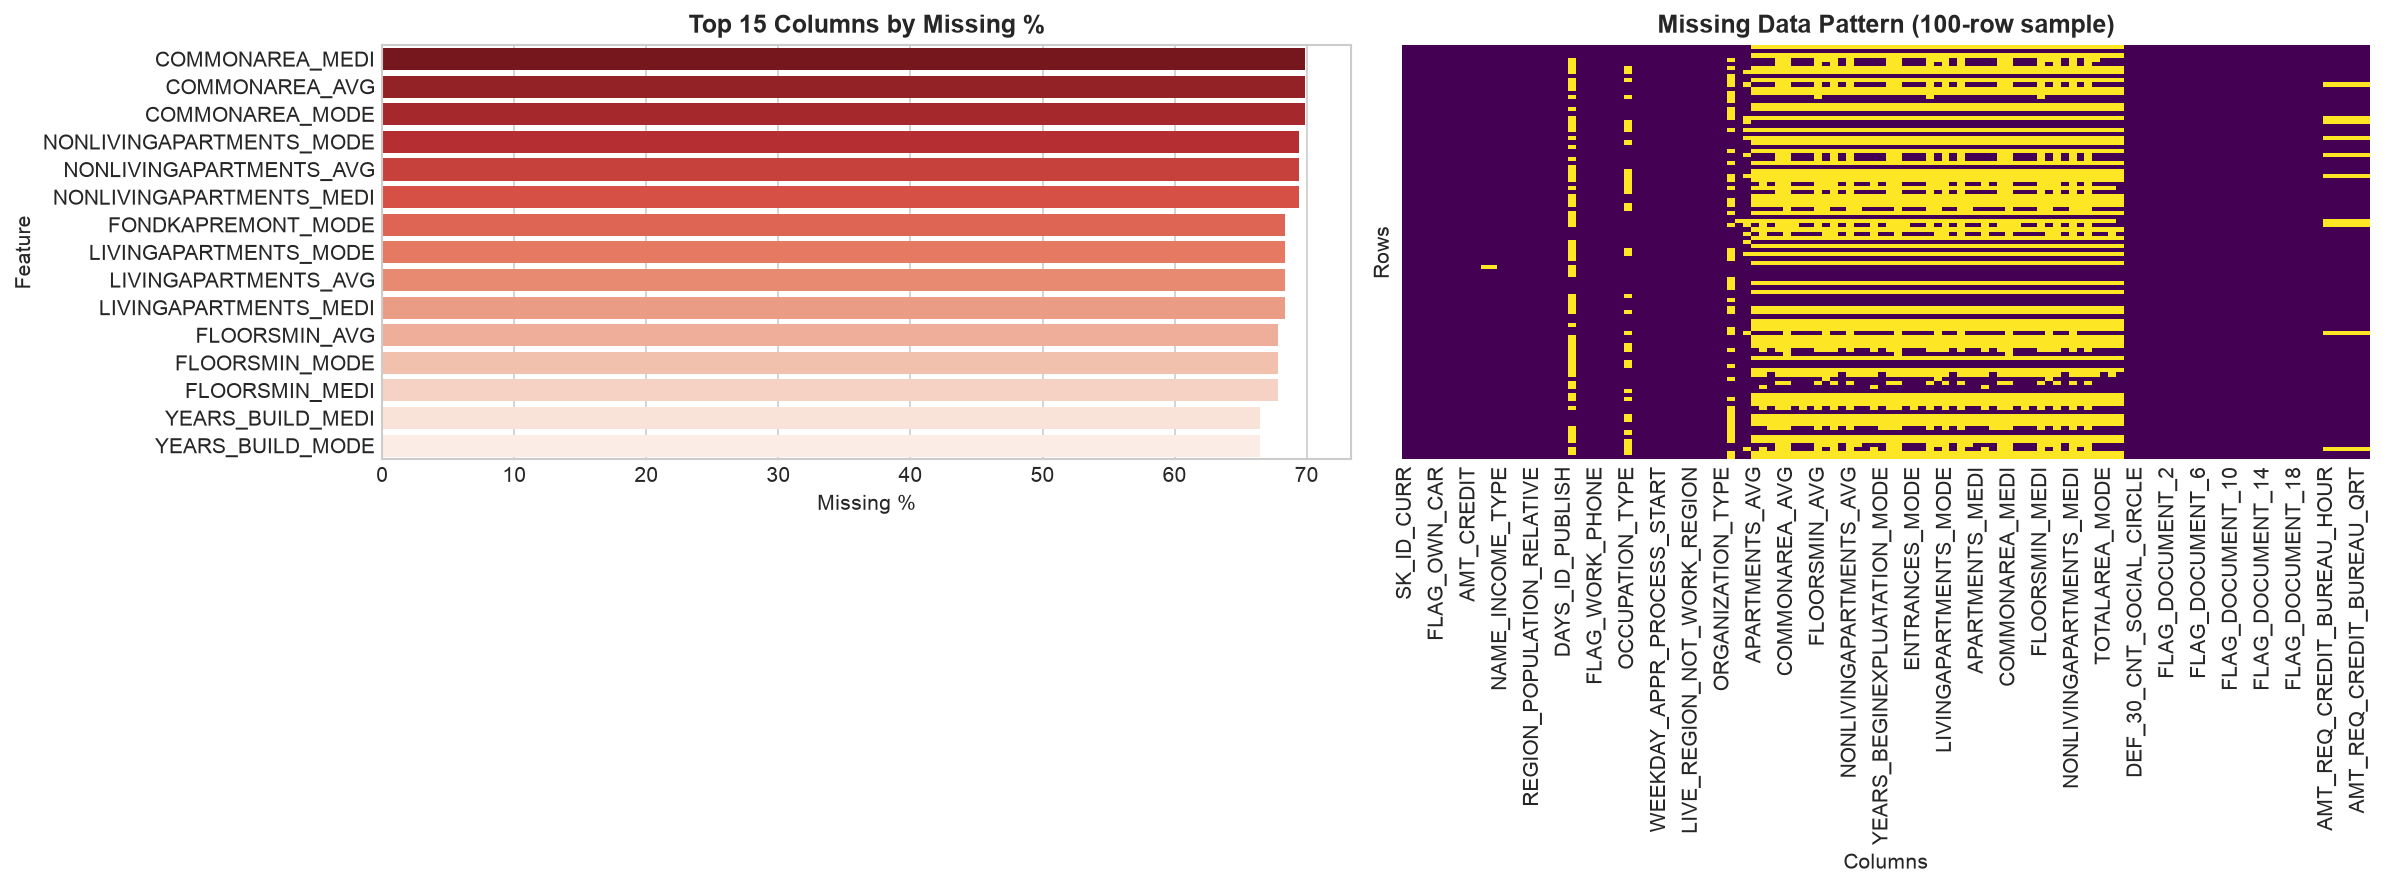 Top 15 Columns by Missing %
Feature
COMMONAREA_MEDI
COMMONAREA_AVG
COMMONAREA_MODE
NONLIVINGAPARTMENTS_MODE
NONLIVINGAPARTMENTS_AVG
NONLIVINGAPARTMENTS_MEDI
FONDKAPREMONT_MODE
LIVINGAPARTMENTS_MODE
LIVINGAPARTMENTS_AVG
LIVINGAPARTMENTS_MEDI
FLOORSMIN_AVG
FLOORSMIN_MODE
FLOORSMIN_MEDI
YEARS_BUILD_MEDI
YEARS_BUILD_MODE
0 10 20 30 40 50 60 70
Missing %
Missing Data Pattern (100-row sample)
Rows
SK_ID_CURR
FLAG_OWN_CAR
AMT_CREDIT
NAME_INCOME_TYPE
REGION_POPULATION_RELATIVE
DAYS_ID_PUBLISH
FLAG_WORK_PHONE
OCCUPATION_TYPE
WEEKDAY_APPR_PROCESS_START
LIVE_REGION_NOT_WORK_REGION
ORGANIZATION_TYPE
APARTMENTS_AVG
COMMONAREA_AVG
FLOORSMIN_AVG
NONLIVINGAPARTMENTS_AVG
YEARS_BEGINEXPLUATATION_MODE
ENTRANCES_MODE
LIVINGAPARTMENTS_MODE
APARTMENTS_MEDI
COMMONAREA_MEDI
FLOORSMIN_MEDI
NONLIVINGAPARTMENTS_MEDI
TOTALAREA_MODE
DEF_30_CNT_SOCIAL_CIRCLE
FLAG_DOCUMENT_2
FLAG_DOCUMENT_6
FLAG_DOCUMENT_10
FLAG_DOCUMENT_14
FLAG_DOCUMENT_18
AMT_REQ_CREDIT_BUREAU_HOUR
AMT_REQ_CREDIT_BUREAU_QRT
Columns